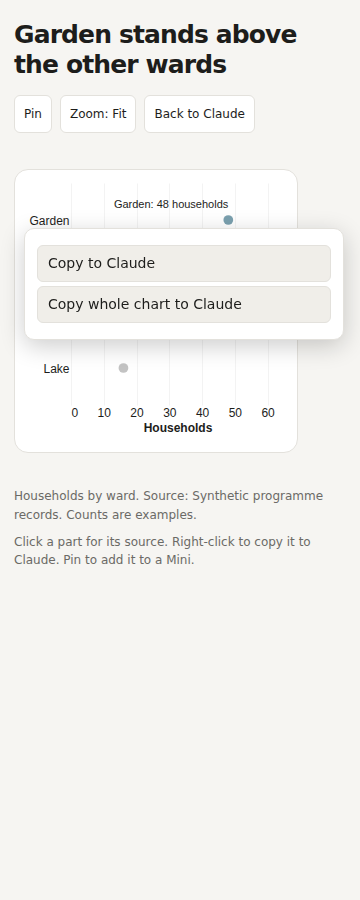 Garden stands above
the other wards
Pin
Zoom: Fit
Back to Claude
Garden: 48 households
Garden
Copy to Claude
Copy whole chart to Claude
Lake
0 10 20 30 40 50 60
Households
Households by ward. Source: Synthetic programme
records. Counts are examples.
Click a part for its source. Right-click to copy it to
Claude. Pin to add it to a Mini.